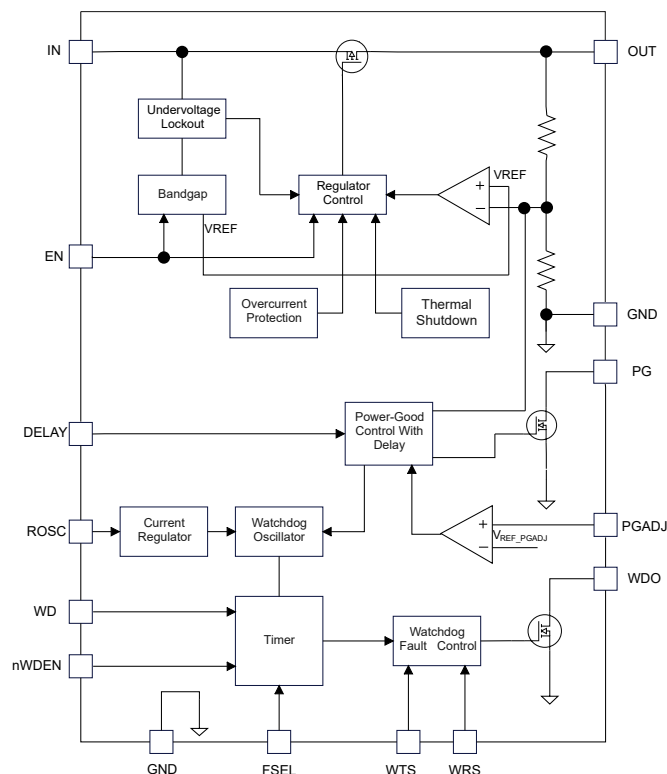 IN
OUT
Undervoltage
Lockout
Bandgap
Regulator
Control
VREF
+
−
VREF
EN
Overcurrent
Protection
Thermal
Shutdown
GND
PG
DELAY
Power-Good
Control With
Delay
ROSC
Current
Regulator
Watchdog
Oscillator
+
VREF_PGADJ
−
PGADJ
WDO
WD
Timer
Watchdog
Fault Control
nWDEN
GND
FSEL
WTS
WRS